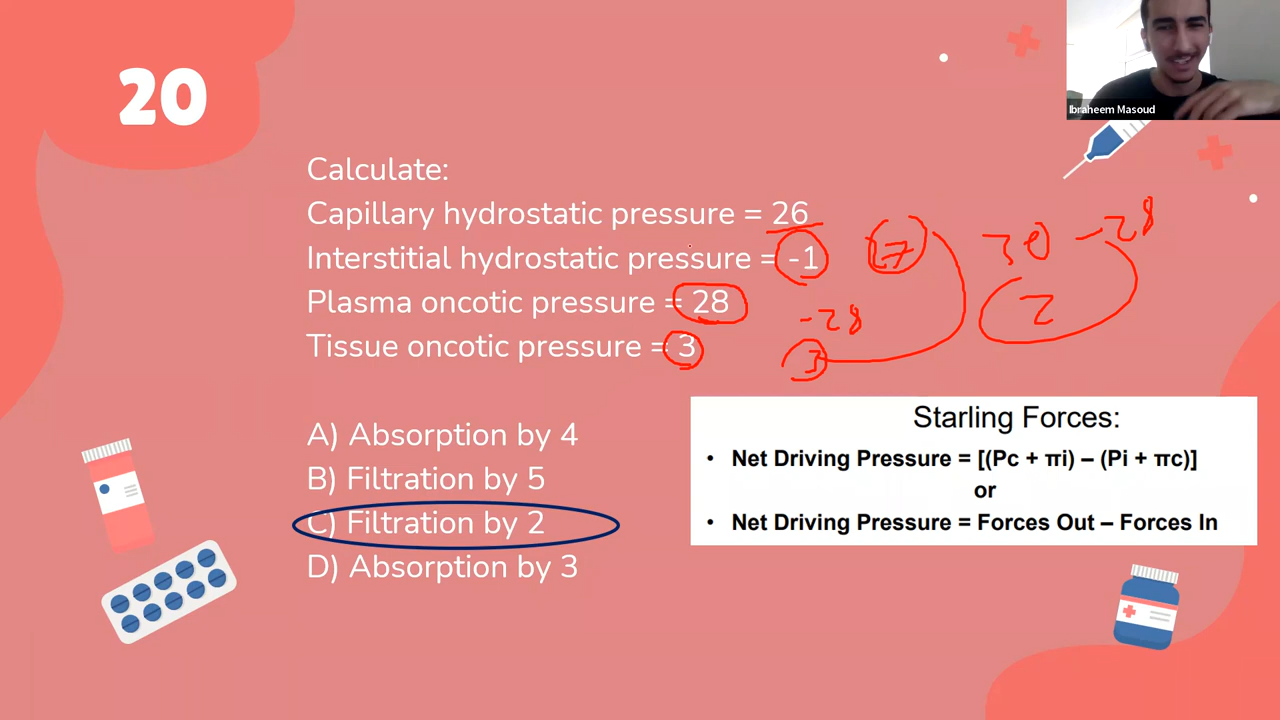 20
Ibraheem Masoud
Calculate:
Capillary hydrostatic pressure = 26
Interstitial hydrostatic pressure = -1
Plasma oncotic pressure = 28
Tissue oncotic pressure = 3
27
-28
3
30 - 28
2
A) Absorption by 4
B) Filtration by 5
C) Filtration by 2
D) Absorption by 3
Starling Forces:
• Net Driving Pressure = [(Pc + πi) – (Pi + πc)]
or
• Net Driving Pressure = Forces Out – Forces In